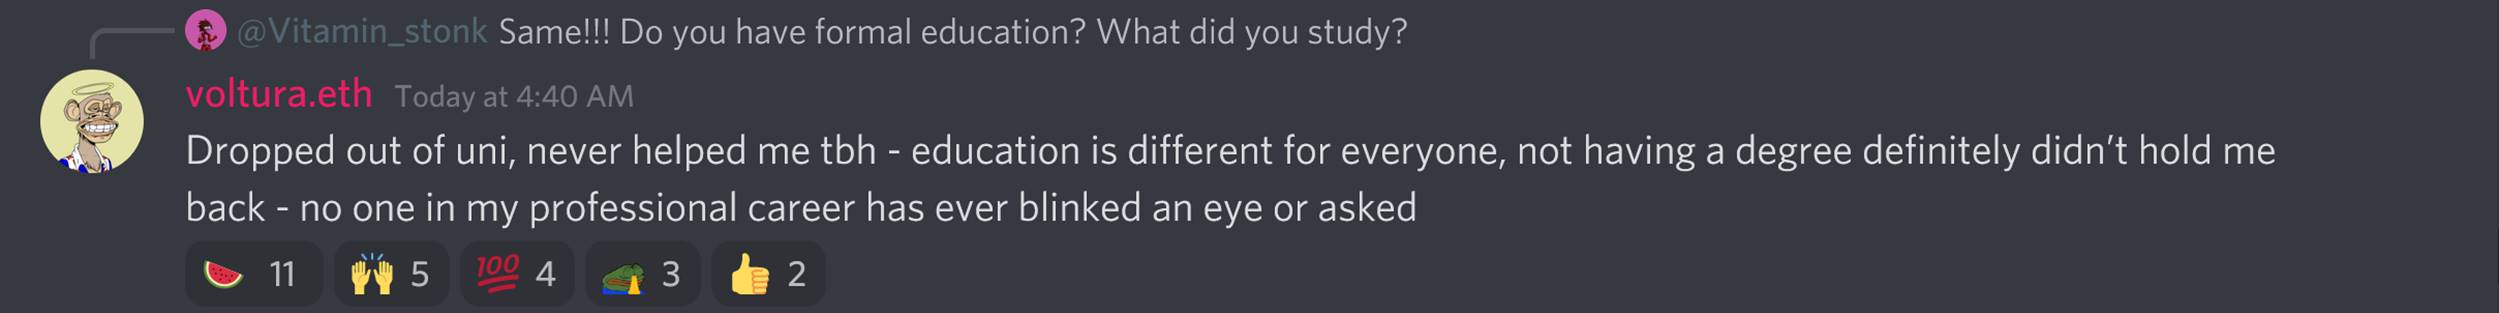 @Vitamin_stonk Same!!! Do you have formal education? What did you study?
voltura.eth Today at 4:40 AM
Dropped out of uni, never helped me tbh - education is different for everyone, not having a degree definitely didn’t hold me
back - no one in my professional career has ever blinked an eye or asked
🍉 11 🙌 5 💯 4 3 👍 2